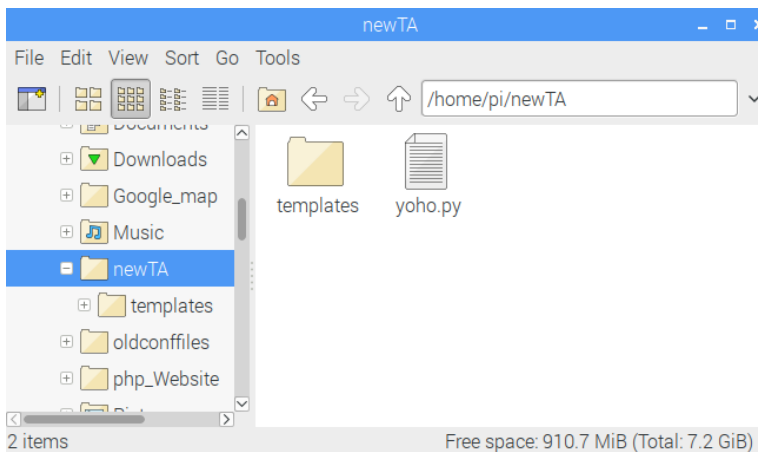 newTA
File Edit View Sort Go Tools
/home/pi/newTA
Documents
Downloads
Google_map
Music
newTA
templates
oldconffiles
php_Website
templates yoho.py
2 items Free space: 910.7 MiB (Total: 7.2 GiB)